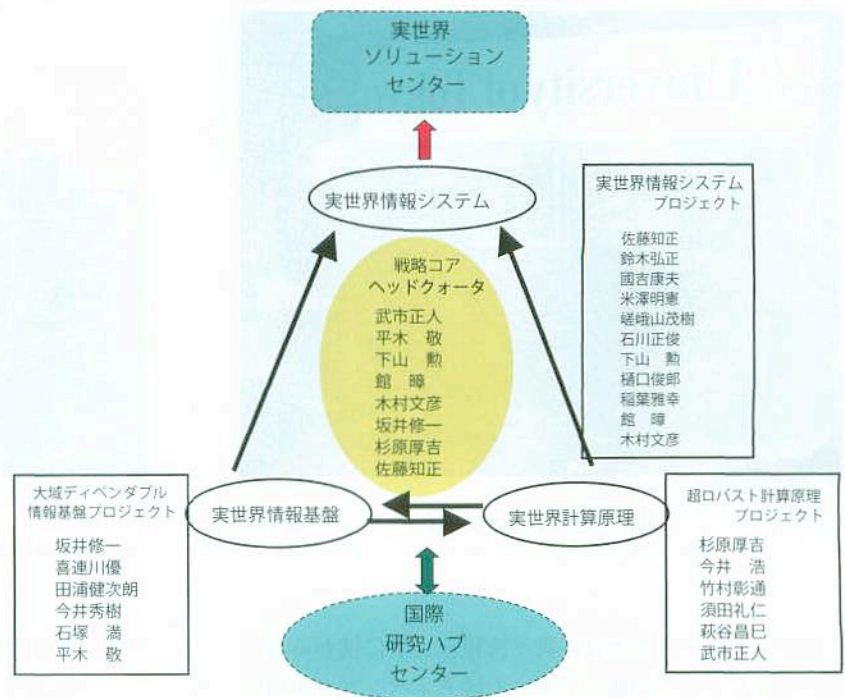 実世界
ソリューション
センター
実世界情報システム
実世界情報システム
プロジェクト
佐藤知正
鈴木弘正
國吉康夫
米澤明憲
嵯峨山茂樹
石川正俊
下山　勲
樋口俊郎
稲葉雅幸
館　暲
木村文彦
戦略コア
ヘッドクォータ
武市正人
平木　敬
下山　勲
館　暲
木村文彦
坂井修一
杉原厚吉
佐藤知正
大域ディペンダブル
情報基盤プロジェクト
坂井修一
喜連川優
田浦健次朗
今井秀樹
石塚　満
平木　敬
実世界情報基盤
実世界計算原理
超ロバスト計算原理
プロジェクト
杉原厚吉
今井　浩
竹村彰通
須田礼仁
萩谷昌巳
武市正人
国際
研究ハブ
センター